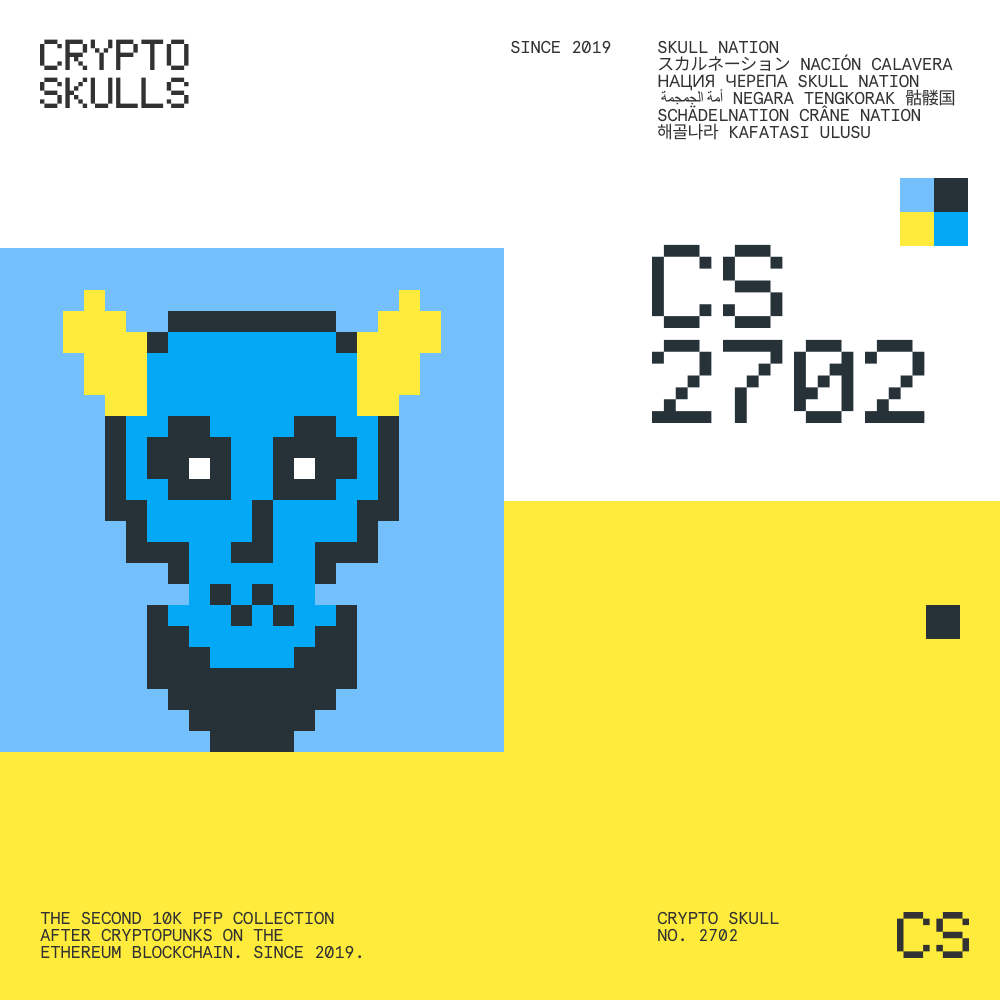 CRYPTO
SKULLS
SINCE 2019
SKULL NATION
スカルネーション NACIÓN CALAVERA
НАЦИЯ ЧЕРЕПА SKULL NATION
أمة الجمجمة NEGARA TENGKORAK 骷髅国
SCHÄDELNATION CRÂNE NATION
해골나라 KAFATASI ULUSU
CS
2702
THE SECOND 10K PFP COLLECTION
AFTER CRYPTOPUNKS ON THE
ETHEREUM BLOCKCHAIN. SINCE 2019.
CRYPTO SKULL
NO. 2702
CS